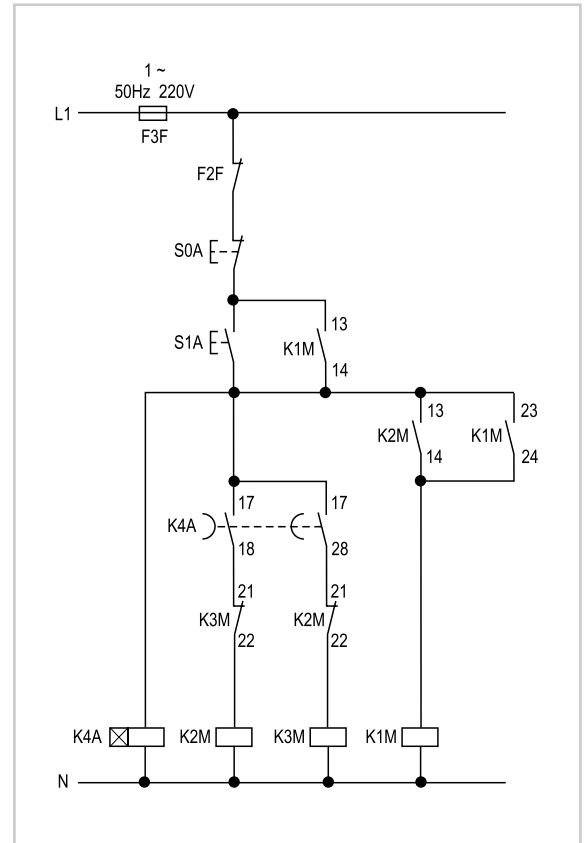 1 ~
50Hz 220V
L1
F3F
F2F
S0A
13
S1A
K1M
14
13
23
K2M
K1M
14
24
17
17
K4A
18
28
21
21
K3M
K2M
22
22
K4A
K2M
K3M
K1M
N